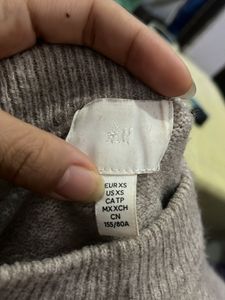 H&M
EUR XS
US XS
CA TP
MX XCH
CN
155/80A